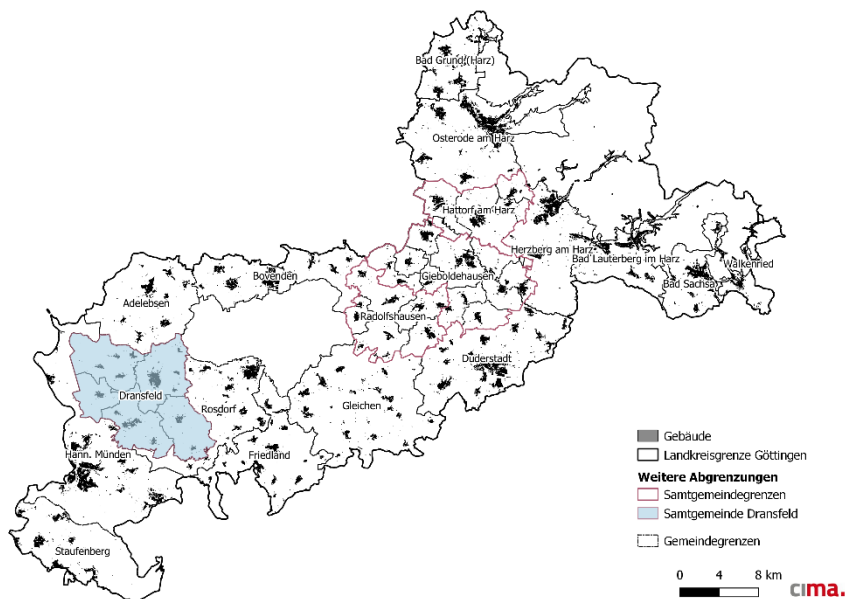 Bad Grund (Harz)
Osterode am Harz
Hattorf am Harz
Herzberg am Harz
Bad Lauterberg im Harz
Walkenried
Bad Sachsa
Gieboldehausen
Bovenden
Adelebsen
Radolfshausen
Duderstadt
Dransfeld
Rosdorf
Gleichen
Hann. Münden
Friedland
Staufenberg
Gebäude
Landkreisgrenze Göttingen
Weitere Abgrenzungen
Samtgemeindegrenzen
Samtgemeinde Dransfeld
Gemeindegrenzen
0 4 8 km
cima.